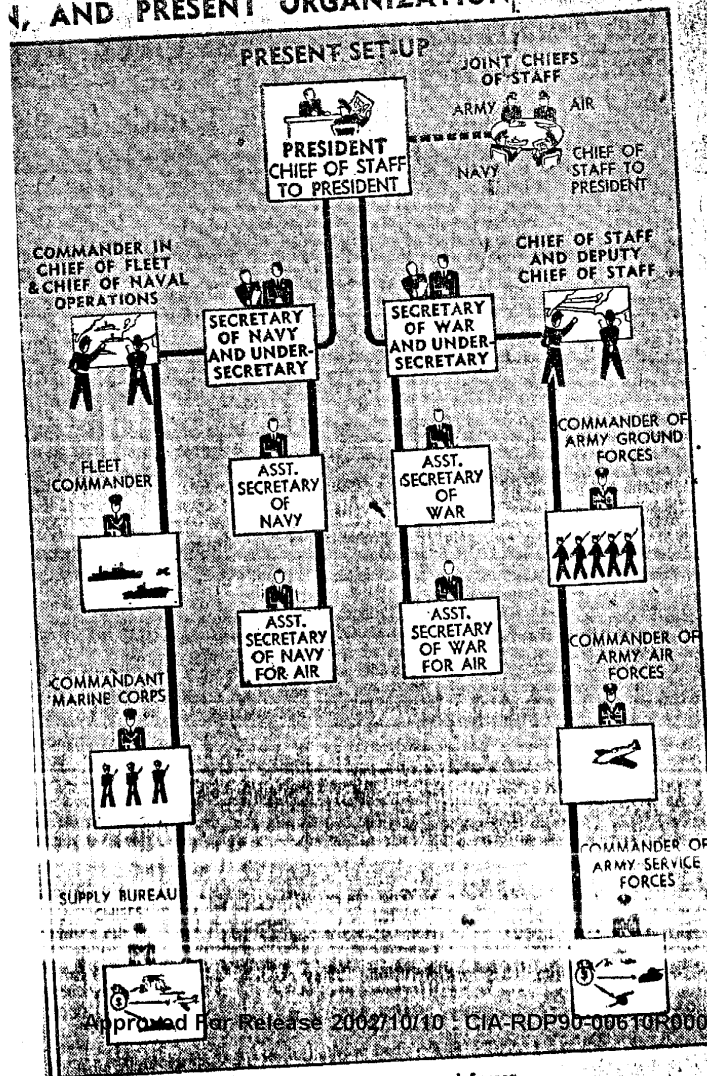 AND PRESENT ORGANIZATION
PRESENT SET-UP
JOINT CHIEFS
OF STAFF
ARMY
AIR
NAVY
CHIEF OF
STAFF TO
PRESIDENT
PRESIDENT
CHIEF OF STAFF
TO PRESIDENT
COMMANDER IN
CHIEF OF FLEET
& CHIEF OF NAVAL
OPERATIONS
SECRETARY
OF NAVY
AND UNDER-
SECRETARY
SECRETARY
OF WAR
AND UNDER-
SECRETARY
CHIEF OF STAFF
AND DEPUTY
CHIEF OF STAFF
FLEET
COMMANDER
ASST.
SECRETARY
OF
NAVY
ASST.
SECRETARY
OF
WAR
COMMANDER OF
ARMY GROUND
FORCES
COMMANDANT
MARINE CORPS
ASST.
SECRETARY
OF NAVY
FOR AIR
ASST.
SECRETARY
OF WAR
FOR AIR
COMMANDER OF
ARMY AIR
FORCES
SUPPLY BUREAU
CHIEFS
COMMANDER OF
ARMY SERVICE
FORCES
Approved For Release 2002/10/10 : CIA-RDP90-00610R000